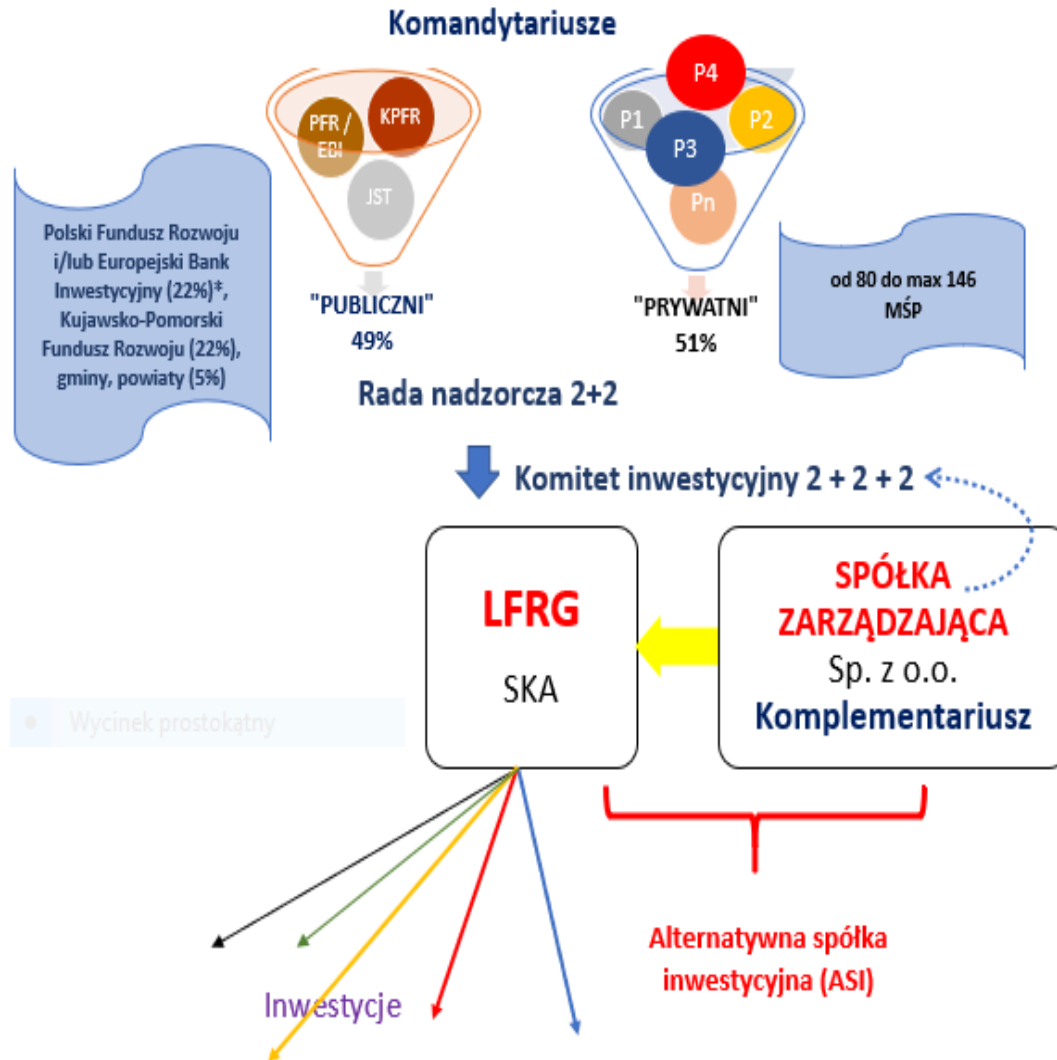 Komandytariusze
PFR /
EBI
KPFR
JST
P4
P1
P2
P3
Pn
Polski Fundusz Rozwoju
i/lub Europejski Bank
Inwestycyjny (22%)*,
Kujawsko-Pomorski
Fundusz Rozwoju (22%),
gminy, powiaty (5%)
"PUBLICZNI"
49%
"PRYWATNI"
51%
od 80 do max 146
MŚP
Rada nadzorcza 2+2
Komitet inwestycyjny 2 + 2 + 2
LFRG
SKA
SPÓŁKA
ZARZĄDZAJĄCA
Sp. z o.o.
Komplementariusz
• Wycinek prostokątny
Alternatywna spółka
inwestycyjna (ASI)
Inwestycje